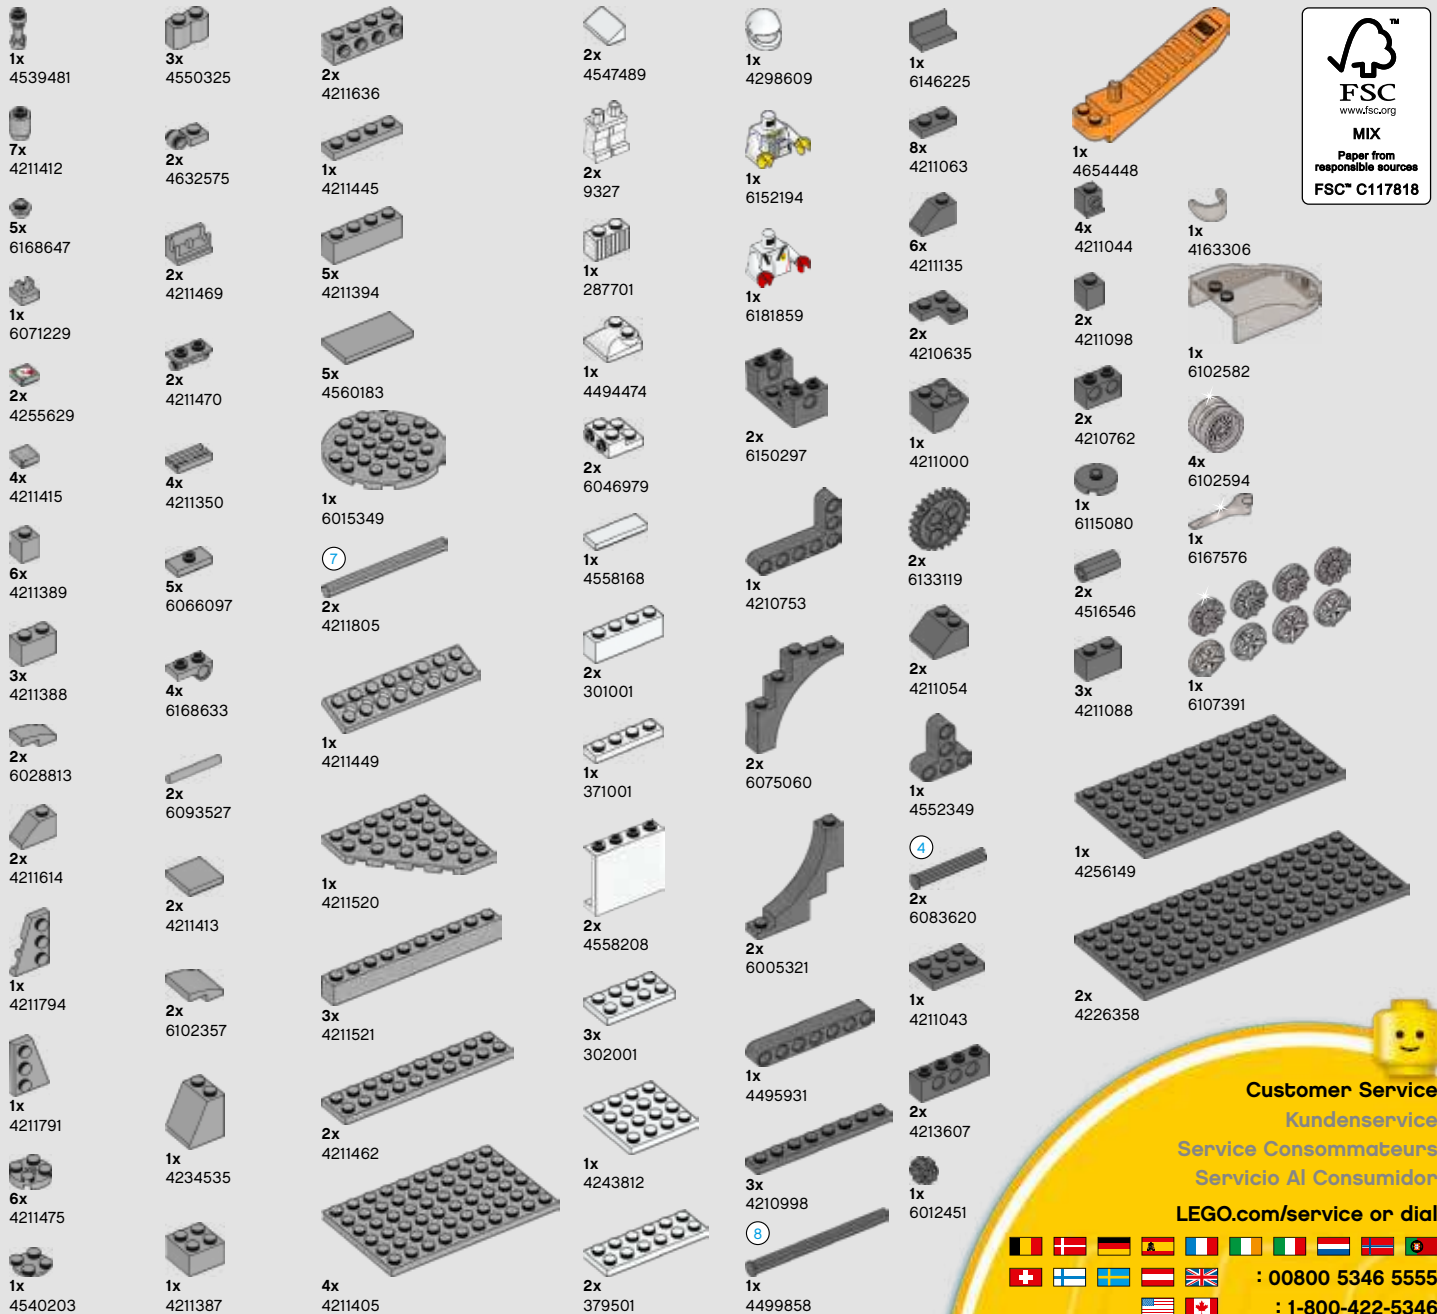 1x
4539481
7x
4211412
5x
6168647
1x
6071229
2x
4255629
4x
4211415
6x
4211389
3x
4211388
2x
6028813
2x
4211614
1x
4211794
1x
4211791
6x
4211475
1x
4540203
3x
4550325
2x
4632575
2x
4211469
2x
4211470
4x
4211350
5x
6066097
4x
6168633
2x
6093527
2x
4211413
2x
6102357
1x
4234535
1x
4211387
2x
4211636
1x
4211445
5x
4211394
5x
4560183
1x
6015349
7
2x
4211805
1x
4211449
1x
4211520
3x
4211521
2x
4211462
4x
4211405
2x
4547489
2x
9327
1x
287701
1x
4494474
2x
6046979
1x
4558168
2x
301001
1x
371001
2x
4558208
3x
302001
1x
4243812
2x
379501
1x
4298609
1x
6152194
1x
6181859
2x
6150297
1x
4210753
2x
6075060
2x
6005321
1x
4495931
3x
4210998
8
1x
4499858
1x
6146225
8x
4211063
6x
4211135
2x
4210635
1x
4211000
2x
6133119
2x
4211054
1x
4552349
4
2x
6083620
1x
4211043
2x
4213607
1x
6012451
1x
4654448
4x
4211044
2x
4211098
2x
4210762
1x
6115080
2x
4516546
3x
4211088
1x
4256149
2x
4226358
1x
4163306
1x
6102582
4x
6102594
1x
6167576
1x
6107391
™
FSC
www.fsc.org
MIX
Paper from
responsible sources
FSC™ C117818
Customer Service
Kundenservice
Service Consommateurs
Servicio Al Consumidor
LEGO.com/service or dial
: 00800 5346 5555
: 1-800-422-5346